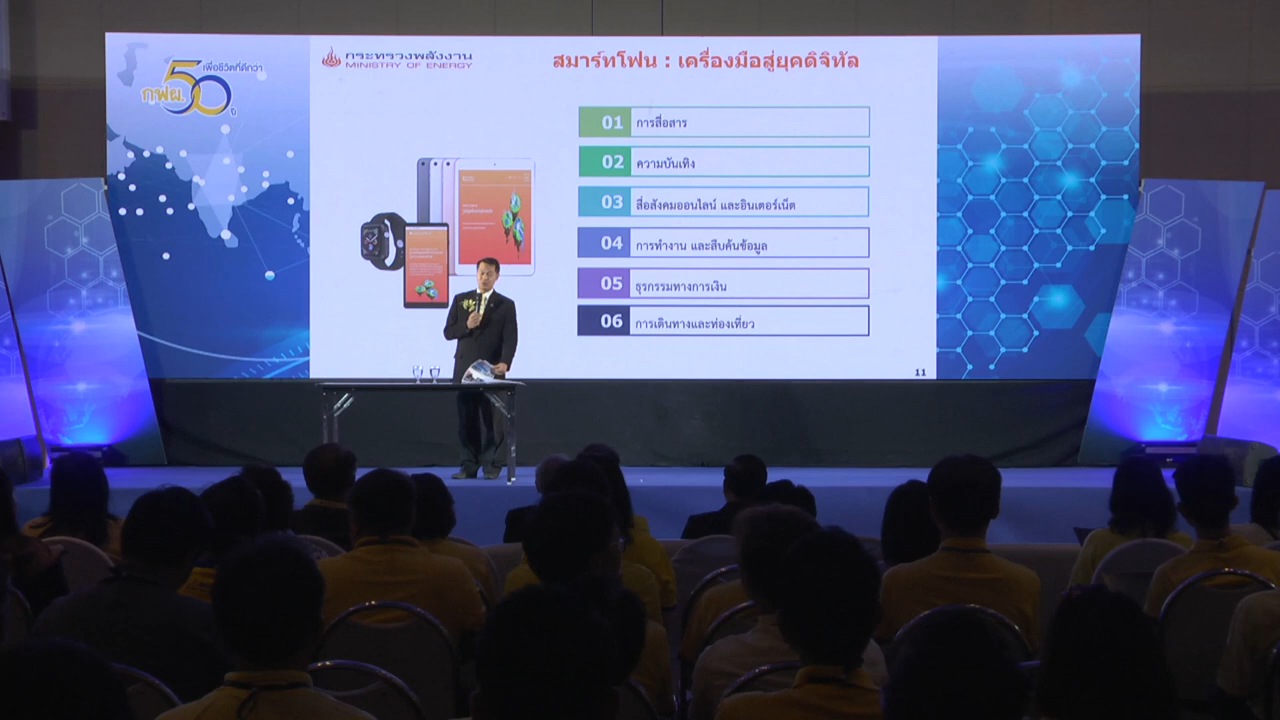 เพื่อชีวิตที่ดีกว่า
กฟผ. 50 ปี
กระทรวงพลังงาน
MINISTRY OF ENERGY
สมาร์ทโฟน : เครื่องมือสู่ยุคดิจิทัล
01 การสื่อสาร
02 ความบันเทิง
03 สื่อสังคมออนไลน์ และอินเตอร์เน็ต
04 การทำงาน และสืบค้นข้อมูล
05 ธุรกรรมทางการเงิน
06 การเดินทางและท่องเที่ยว
11